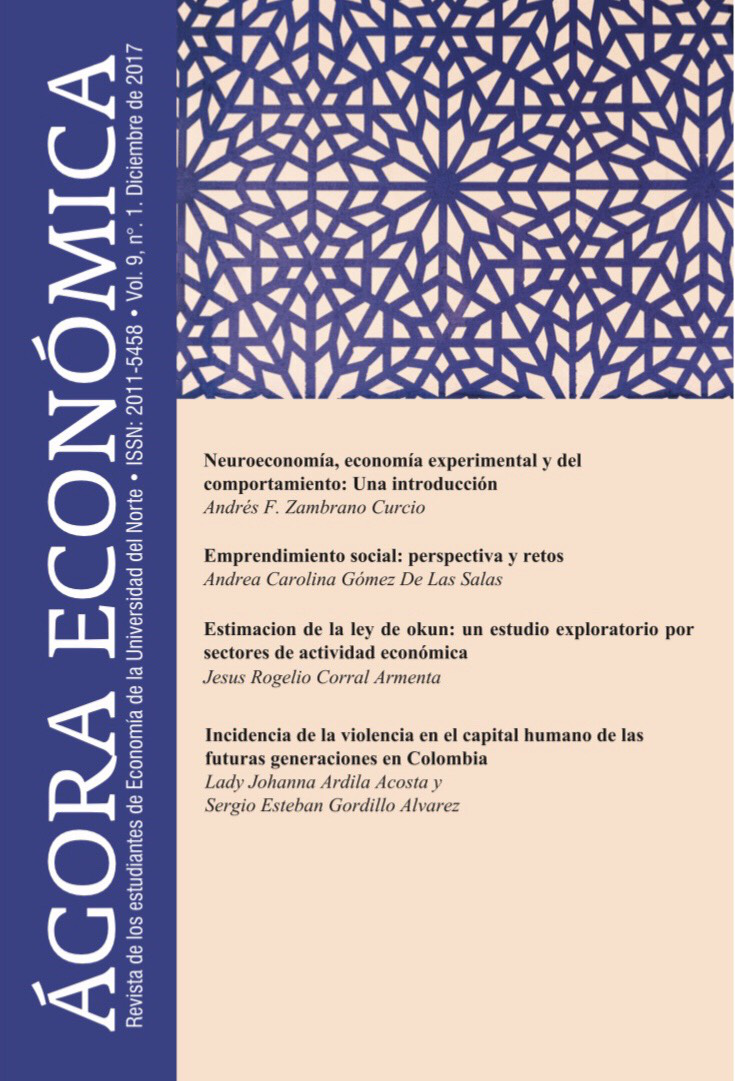 ÁGORA ECONÓMICA
Revista de los estudiantes de Economía de la Universidad del Norte • ISSN: 2011-5458 • Vol. 9, n°. 1. Diciembre de 2017
Neuroeconomía, economía experimental y del
comportamiento: Una introducción
Andrés F. Zambrano Curcio
Emprendimiento social: perspectiva y retos
Andrea Carolina Gómez De Las Salas
Estimacion de la ley de okun: un estudio exploratorio por
sectores de actividad económica
Jesus Rogelio Corral Armenta
Incidencia de la violencia en el capital humano de las
futuras generaciones en Colombia
Lady Johanna Ardila Acosta y
Sergio Esteban Gordillo Alvarez